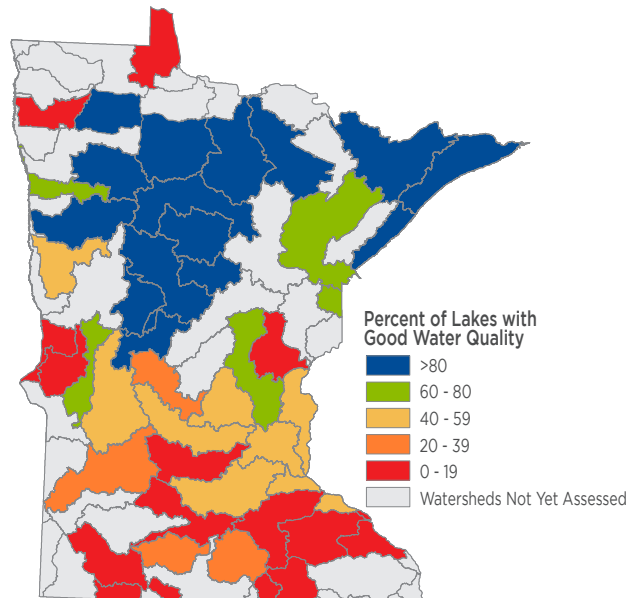 Percent of Lakes with
Good Water Quality
>80
60 - 80
40 - 59
20 - 39
0 - 19
Watersheds Not Yet Assessed